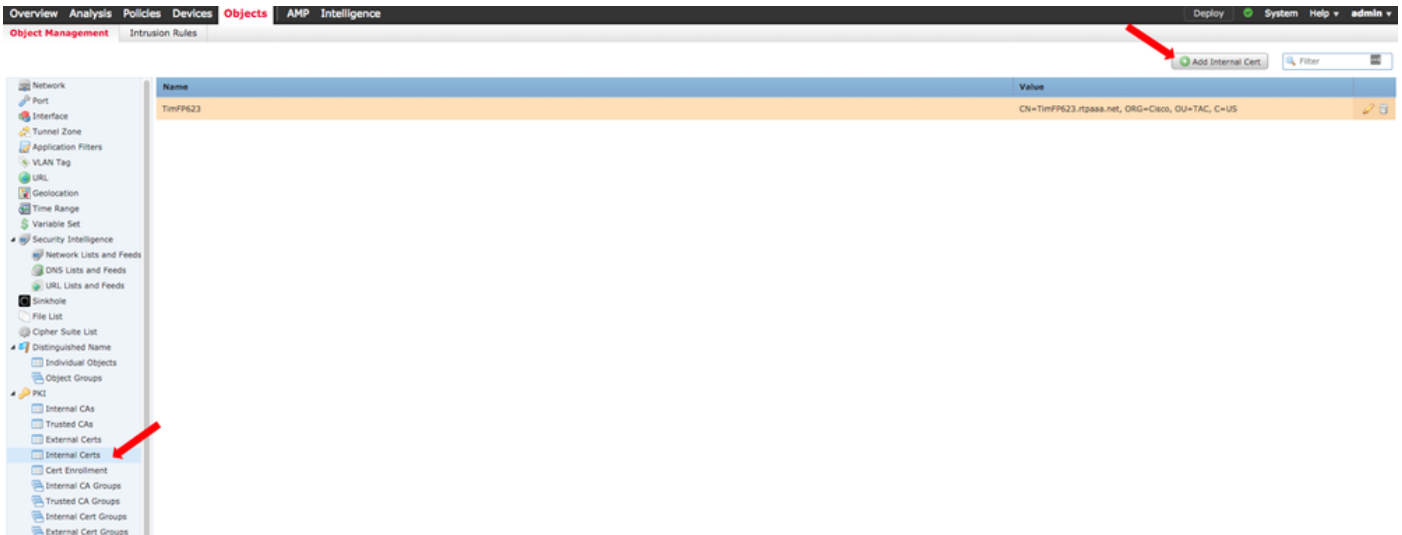 Overview Analysis Policies Devices Objects AMP Intelligence Deploy System Help admin
Object Management Intrusion Rules
Add Internal Cert Filter
Network
Port
Interface
Tunnel Zone
Application Filters
VLAN Tag
URL
Geolocation
Time Range
Variable Set
Security Intelligence
Network Lists and Feeds
DNS Lists and Feeds
URL Lists and Feeds
Sinkhole
File List
Cipher Suite List
Distinguished Name
Individual Objects
Object Groups
PKI
Internal CAs
Trusted CAs
External Certs
Internal Certs
Cert Enrollment
Internal CA Groups
Trusted CA Groups
Internal Cert Groups
External Cert Groups
Name Value
TimFP623 CN=TimFP623.rtpaaa.net, ORG=Cisco, OU=TAC, C=US